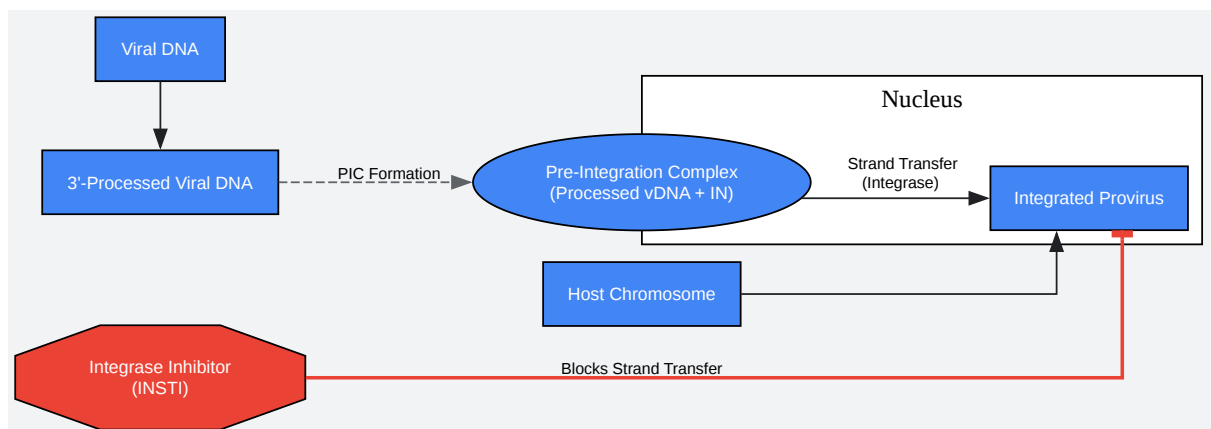 Viral DNA
Nucleus
3'-Processed Viral DNA
PIC Formation
Pre-Integration Complex
(Processed vDNA + IN)
Strand Transfer
(Integrase)
Integrated Provirus
Host Chromosome
Integrase Inhibitor
(INSTI)
Blocks Strand Transfer